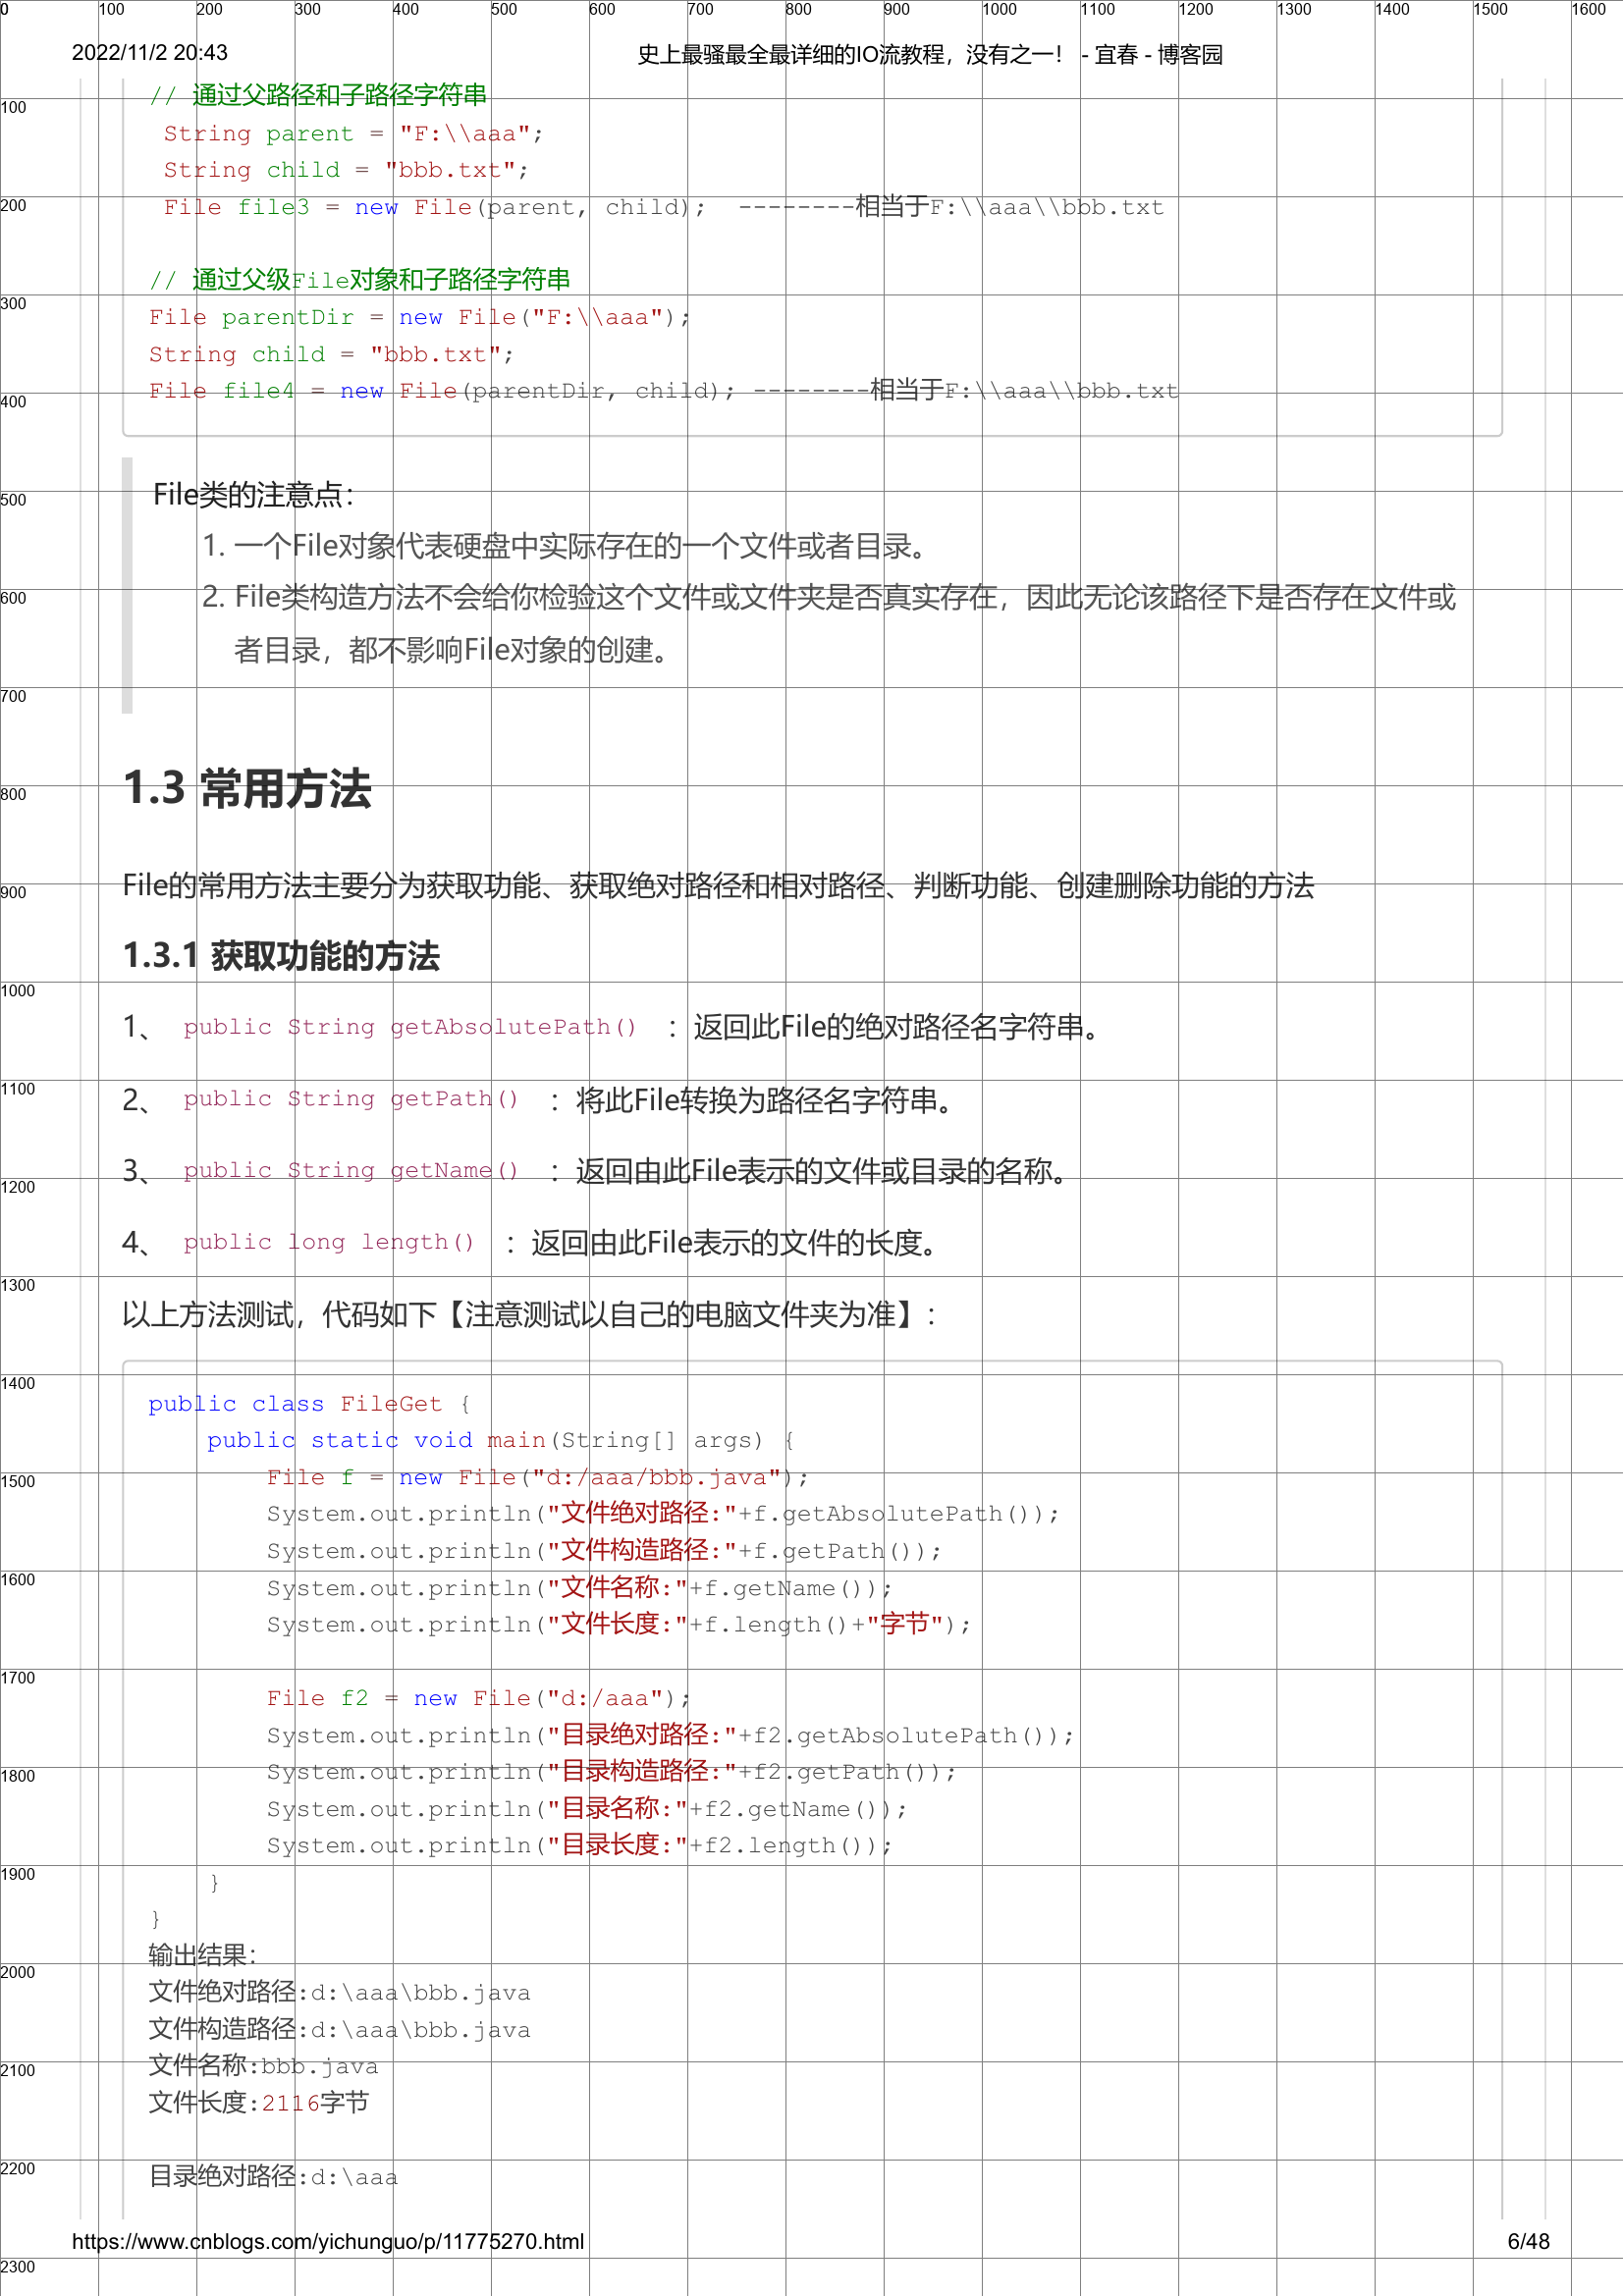 2022/11/2 20:43 史上最骚最全最详细的IO流教程，没有之一！ - 宜春 - 博客园
// 通过父路径和子路径字符串
String parent = "F:\\aaa";
String child = "bbb.txt";
File file3 = new File(parent, child);  --------相当于F:\\aaa\\bbb.txt
// 通过父级File对象和子路径字符串
File parentDir = new File("F:\\aaa");
String child = "bbb.txt";
File file4 = new File(parentDir, child); --------相当于F:\\aaa\\bbb.txt
File类的注意点：
1. 一个File对象代表硬盘中实际存在的一个文件或者目录。
2. File类构造方法不会给你检验这个文件或文件夹是否真实存在，因此无论该路径下是否存在文件或
者目录，都不影响File对象的创建。
1.3 常用方法
File的常用方法主要分为获取功能、获取绝对路径和相对路径、判断功能、创建删除功能的方法
1.3.1 获取功能的方法
1、 public String getAbsolutePath() ：返回此File的绝对路径名字符串。
2、 public String getPath() ：将此File转换为路径名字符串。
3、 public String getName() ：返回由此File表示的文件或目录的名称。
4、 public long length() ：返回由此File表示的文件的长度。
以上方法测试，代码如下【注意测试以自己的电脑文件夹为准】：
public class FileGet {
public static void main(String[] args) {
File f = new File("d:/aaa/bbb.java");
System.out.println("文件绝对路径:"+f.getAbsolutePath());
System.out.println("文件构造路径:"+f.getPath());
System.out.println("文件名称:"+f.getName());
System.out.println("文件长度:"+f.length()+"字节");
File f2 = new File("d:/aaa");
System.out.println("目录绝对路径:"+f2.getAbsolutePath());
System.out.println("目录构造路径:"+f2.getPath());
System.out.println("目录名称:"+f2.getName());
System.out.println("目录长度:"+f2.length());
}
}
输出结果：
文件绝对路径:d:\aaa\bbb.java
文件构造路径:d:\aaa\bbb.java
文件名称:bbb.java
文件长度:2116字节
目录绝对路径:d:\aaa
https://www.cnblogs.com/yichunguo/p/11775270.html 6/48
0 100 200 300 400 500 600 700 800 900 1000 1100 1200 1300 1400 1500 1600
100
200
300
400
500
600
700
800
900
1000
1100
1200
1300
1400
1500
1600
1700
1800
1900
2000
2100
2200
2300